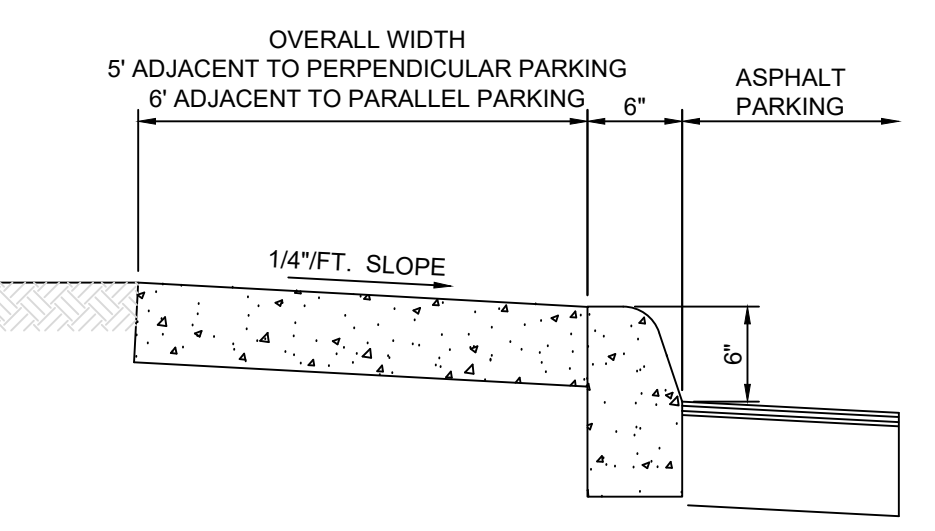 OVERALL WIDTH
5' ADJACENT TO PERPENDICULAR PARKING
6' ADJACENT TO PARALLEL PARKING
6"
ASPHALT
PARKING
1/4"/FT. SLOPE
6"